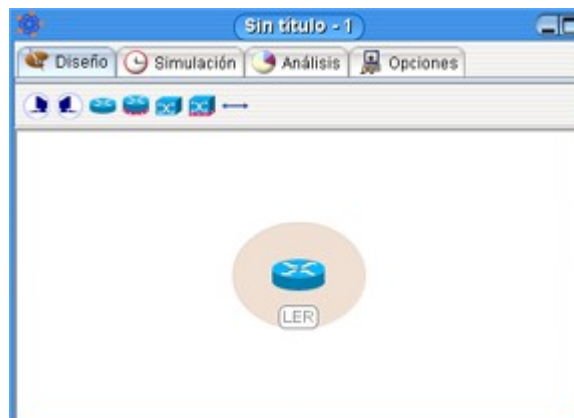 Sin título - 1
Diseño Simulación Análisis Opciones
LER